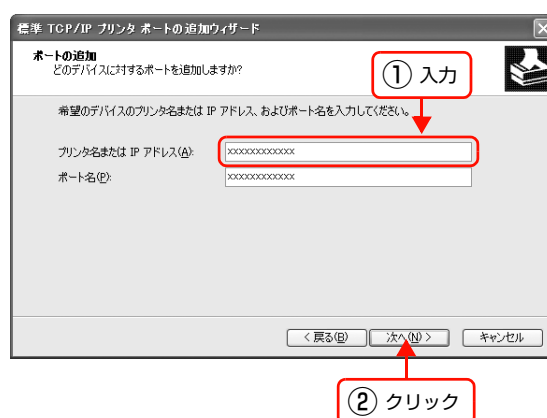 標準 TCP/IP プリンタ ポートの追加ウィザード
ポートの追加
どのデバイスに対するポートを追加しますか?
① 入力
希望のデバイスのプリンタ名または IP アドレス、およびポート名を入力してください。
プリンタ名または IP アドレス(A): xxxxxxxxxxxx
ポート名(P): xxxxxxxxxxxx
< 戻る(B) 次へ(N) > キャンセル
② クリック